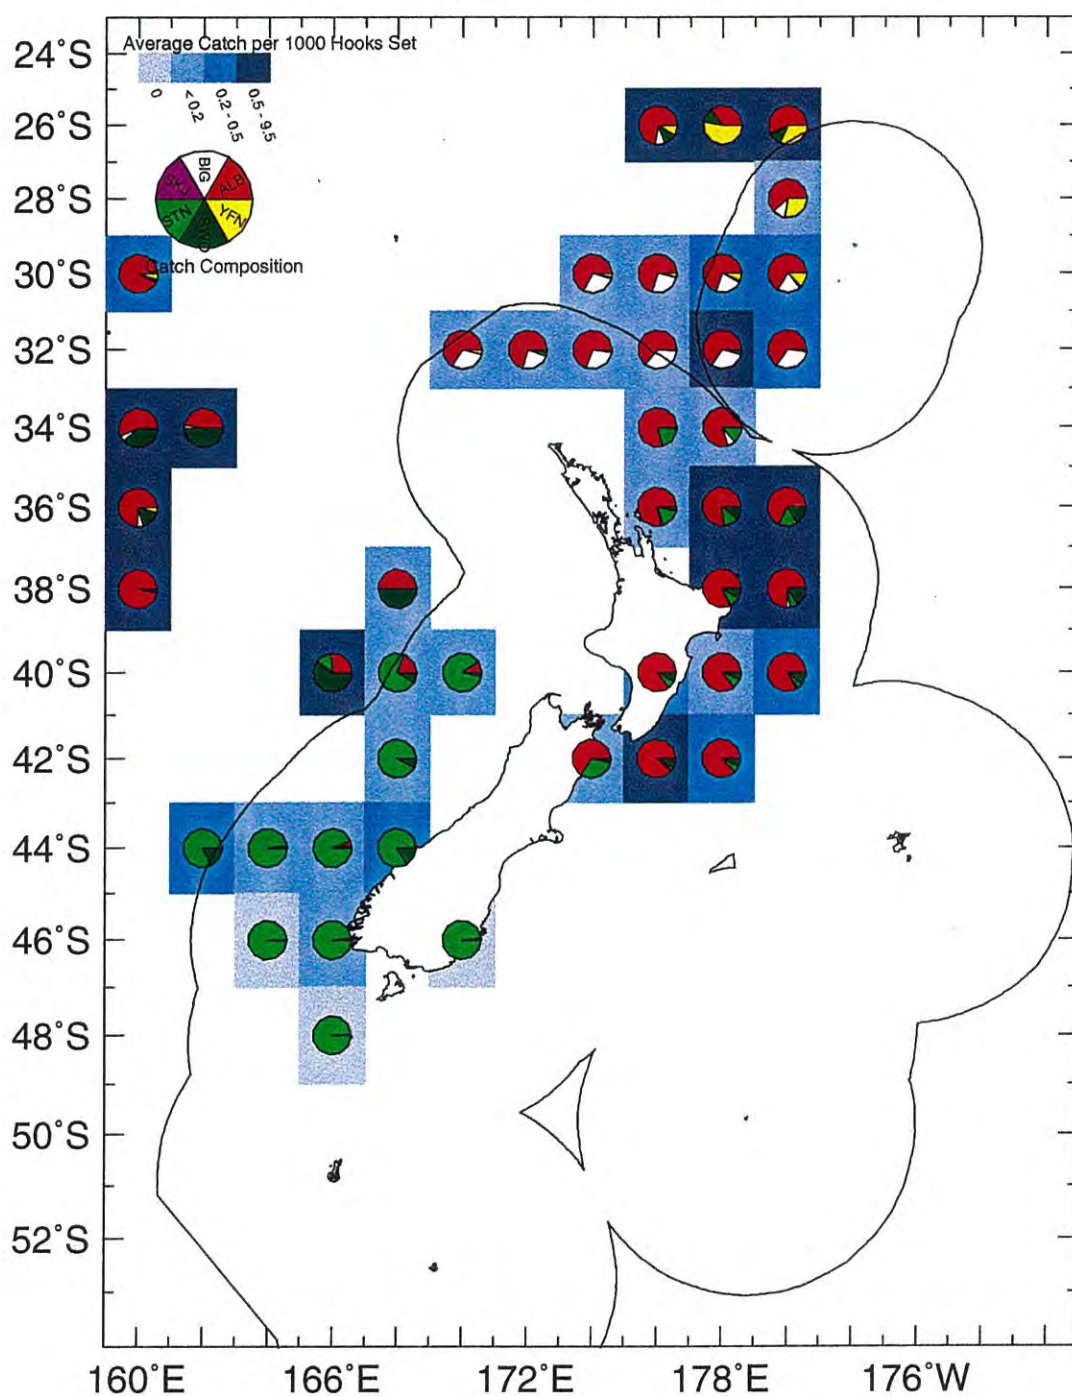 24°S
Average Catch per 1000 Hooks Set
0
< 0.2
0.2 - 0.5
0.5 - 9.5
26°S
BIG
SKJ
ALB
STN
YFN
SWO
28°S
Catch Composition
30°S
32°S
34°S
36°S
38°S
40°S
42°S
44°S
46°S
48°S
50°S
52°S
160°E
166°E
172°E
178°E
176°W